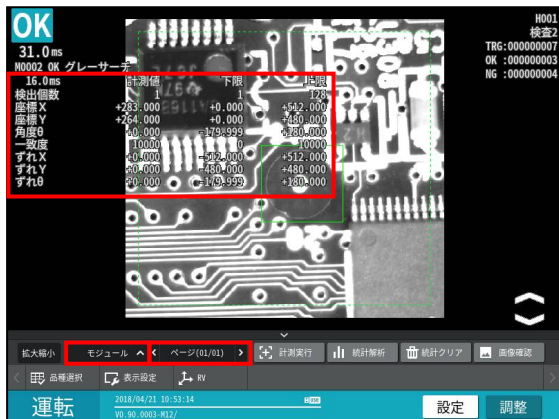 OK
31.0 ms
M0002 OK グレーサーチ
16.0ms 計測値 下限 上限
検出個数 1 1 128
座標X +283.000 +0.000 +512.000
座標Y +264.000 +0.000 +480.000
角度θ +0.000 -179.999 +180.000
一致度 10000 0 10000
ずれX +0.000 -512.000 +512.000
ずれY +0.000 -480.000 +480.000
ずれθ +0.000 -179.999 +180.000
H001
検査2
TRG:000000007
OK :000000003
NG :000000004
拡大縮小 モジュール ページ(01/01) 計測実行 統計解析 統計クリア 画像確認
品種選択 表示設定 RV
運転 2018/04/21 10:53:14
V0.90.0003-M12/
設定 調整